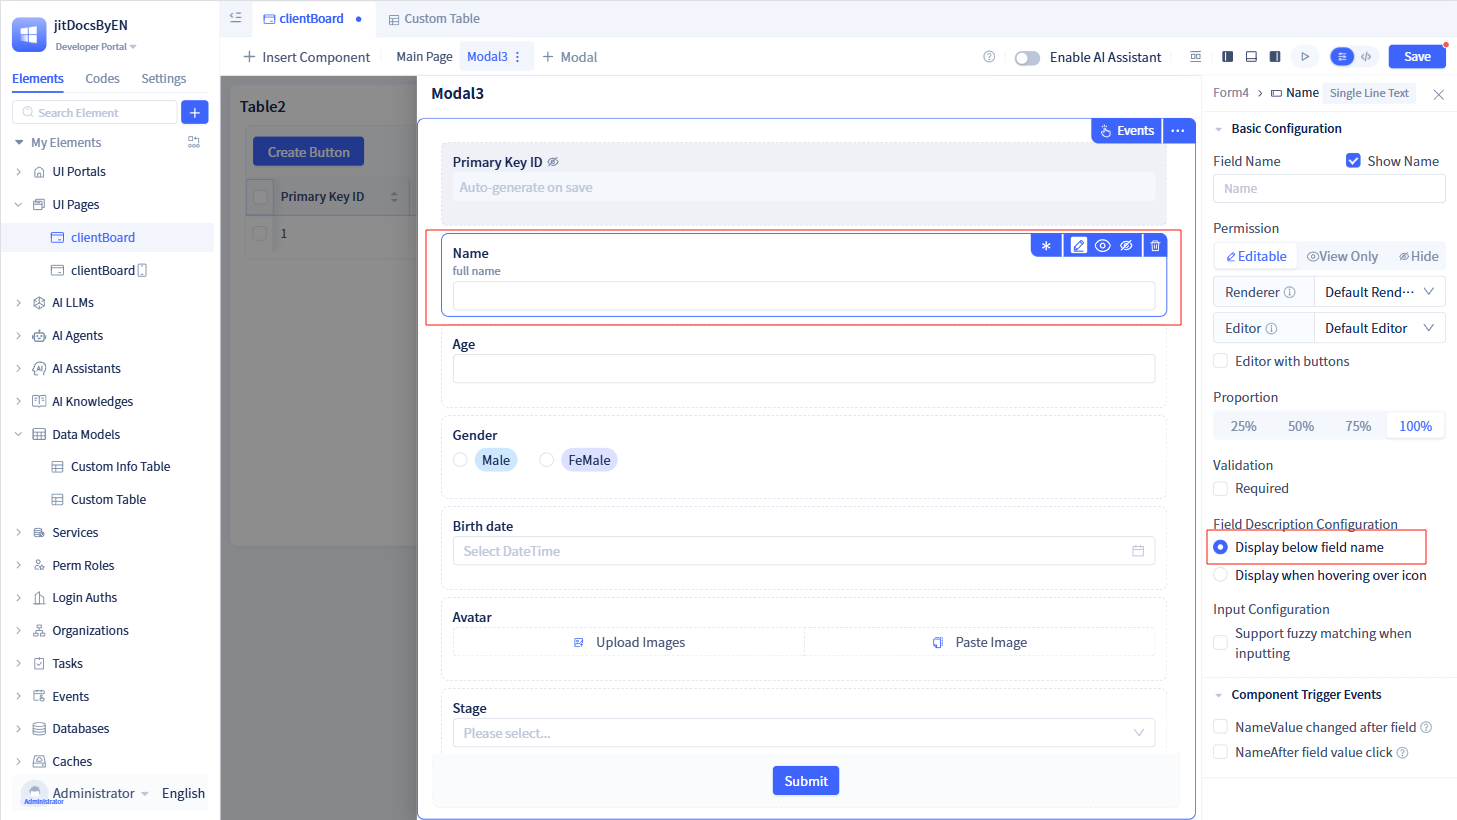 jitDocsByEN
Developer Portal
Elements
Codes
Settings
Search Element
My Elements
UI Portals
UI Pages
clientBoard
clientBoard
AI LLMs
AI Agents
AI Assistants
AI Knowledges
Data Models
Custom Info Table
Custom Table
Services
Perm Roles
Login Auths
Organizations
Tasks
Events
Databases
Caches
Administrator
Administrator
English
clientBoard
Custom Table
Insert Component
Main Page
Modal3
Modal
Enable AI Assistant
Save
Table2
Create Button
Primary Key ID
1
Modal3
Events
Primary Key ID
Auto-generate on save
Name
full name
Age
Gender
Male
FeMale
Birth date
Select DateTime
Avatar
Upload Images
Paste Image
Stage
Please select...
Submit
Form4 > Name Single Line Text
Basic Configuration
Field Name
Show Name
Name
Permission
Editable
View Only
Hide
Renderer
Default Rend···
Editor
Default Editor
Editor with buttons
Proportion
25%
50%
75%
100%
Validation
Required
Field Description Configuration
Display below field name
Display when hovering over icon
Input Configuration
Support fuzzy matching when
inputting
Component Trigger Events
NameValue changed after field
NameAfter field value click